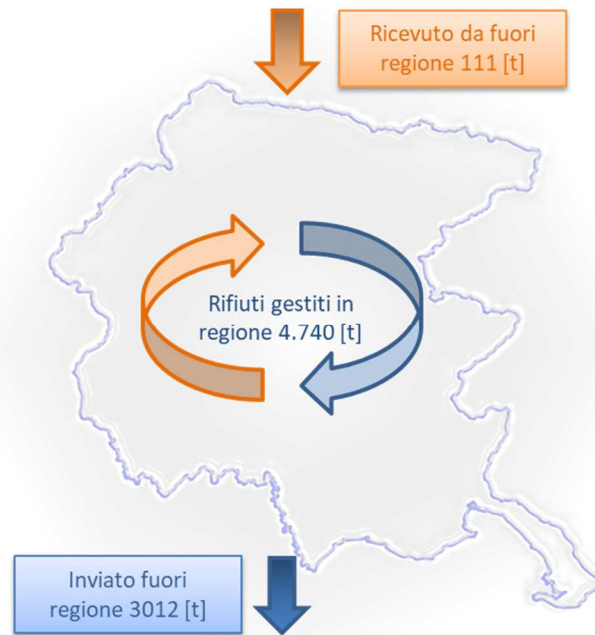 Ricevuto da fuori
regione 111 [t]
Rifiuti gestiti in
regione 4.740 [t]
Inviato fuori
regione 3012 [t]